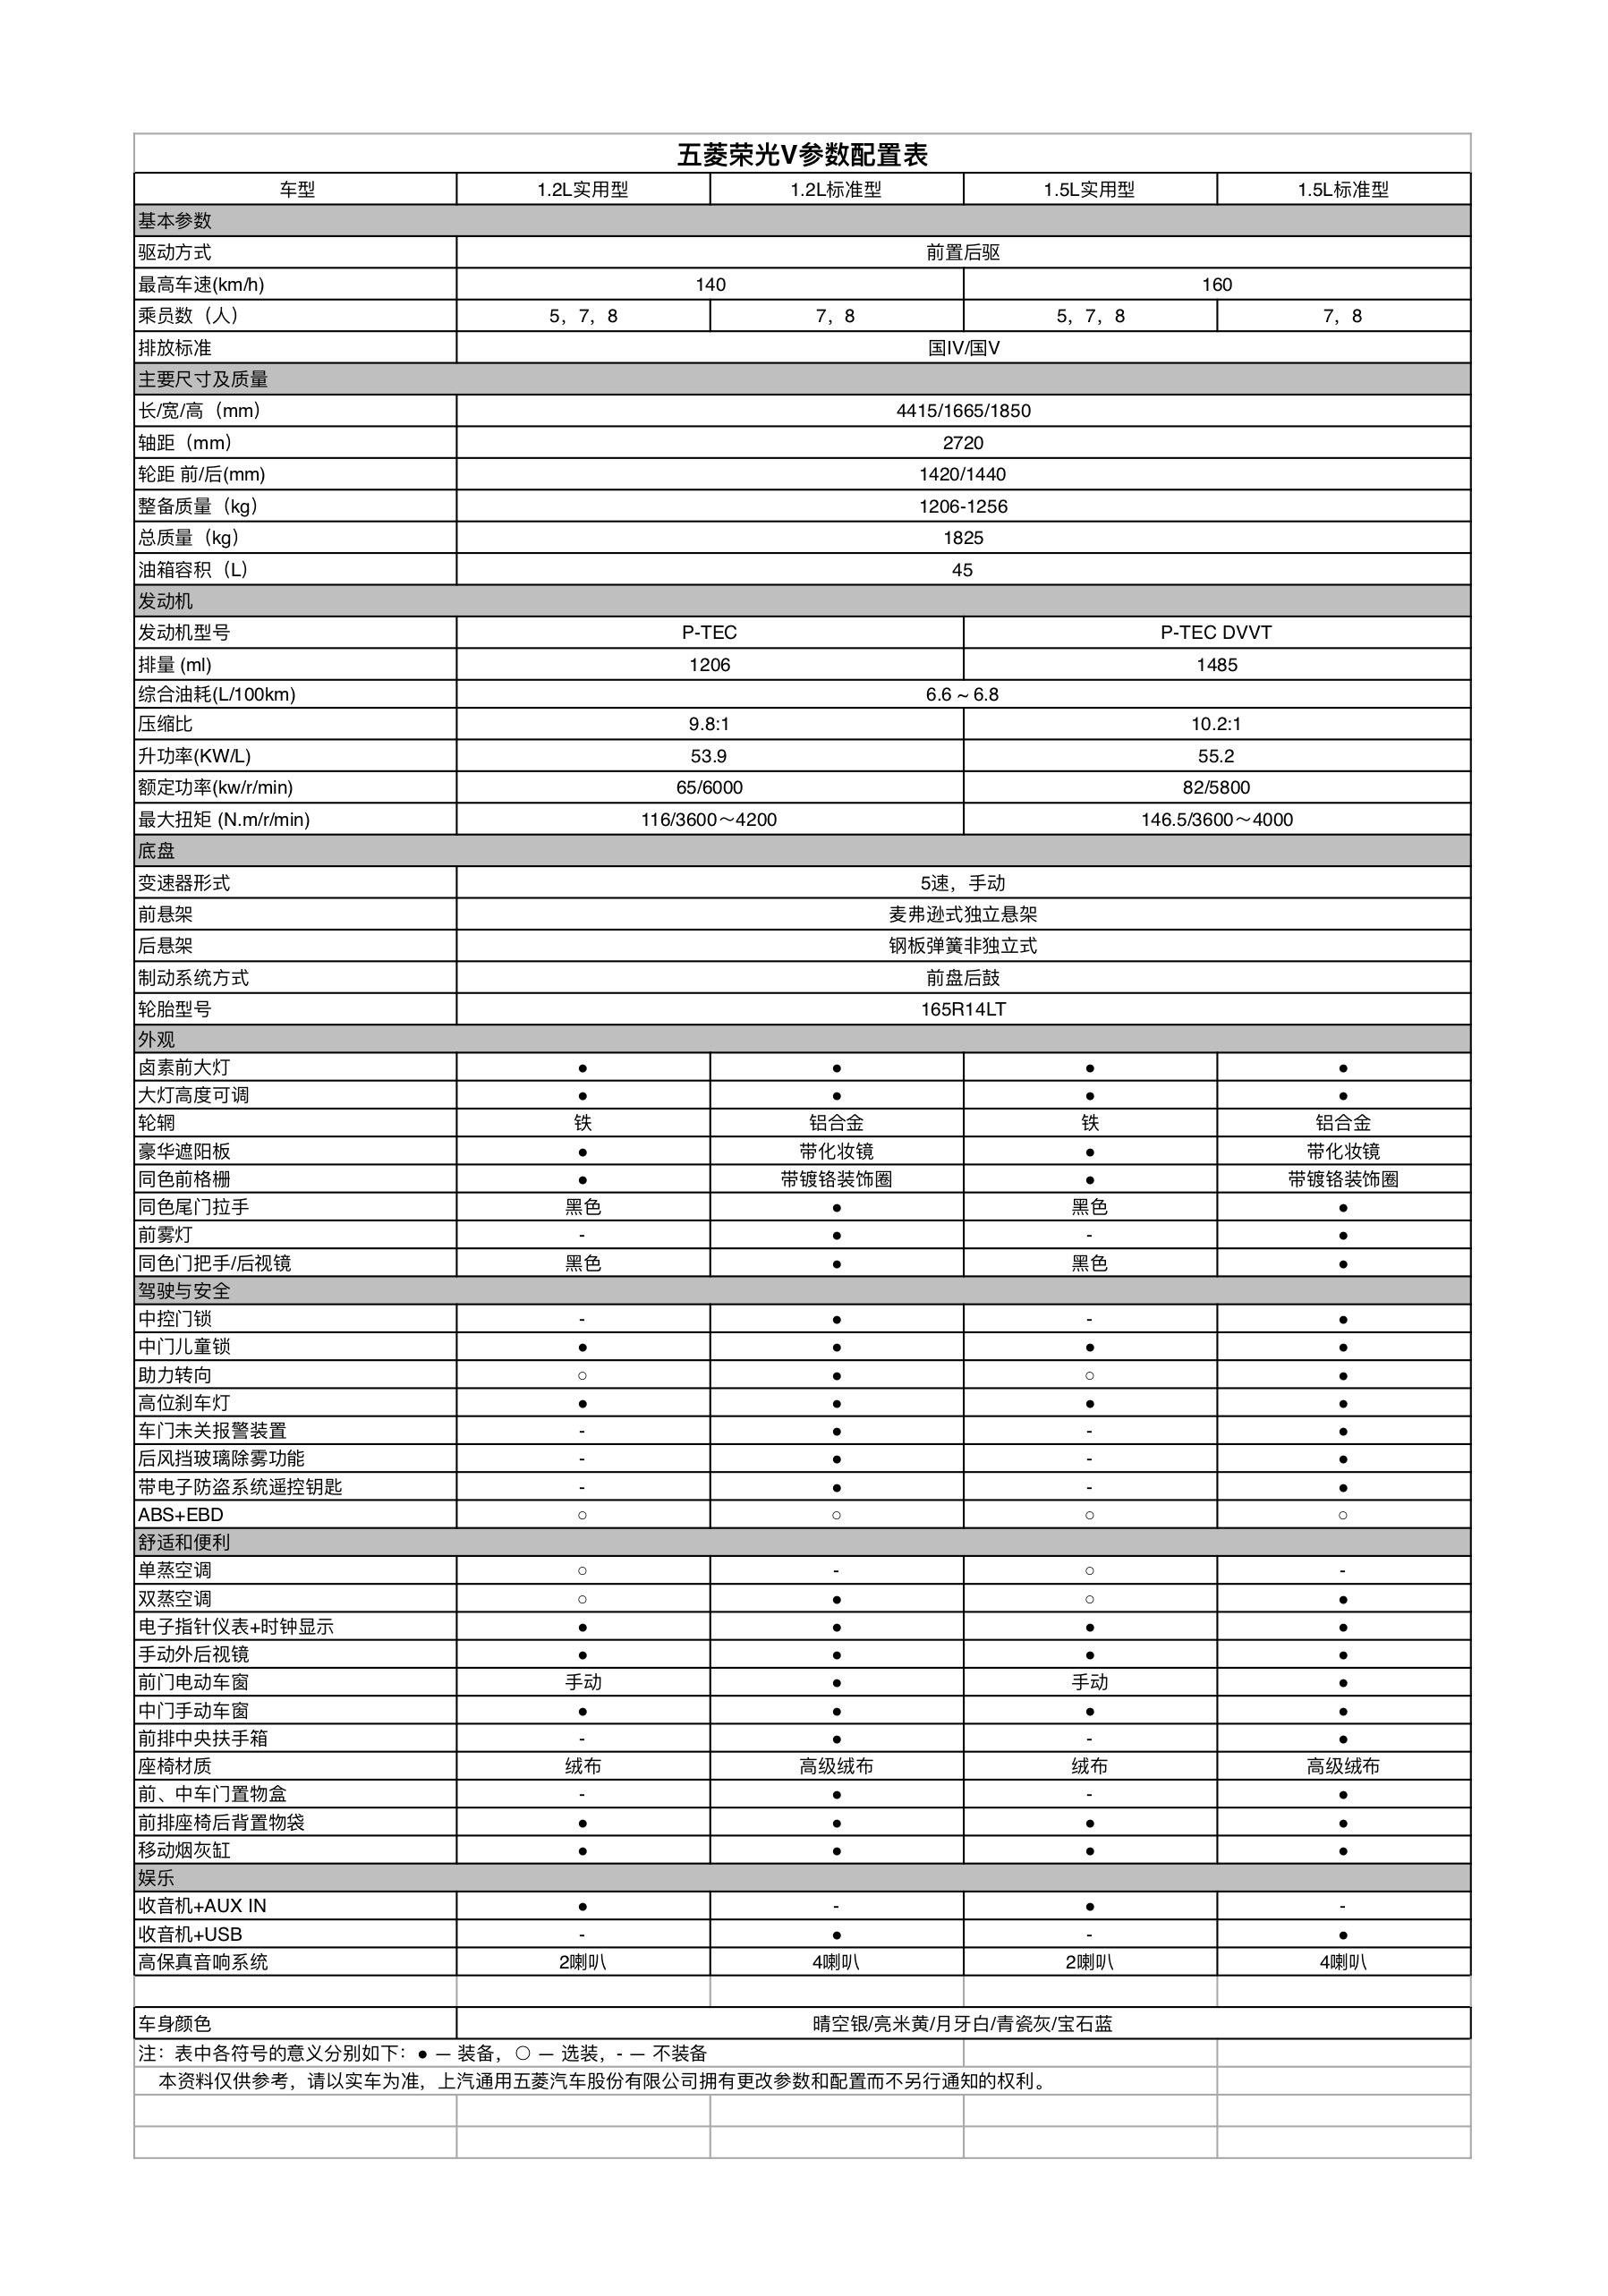 五菱荣光V参数配置表
车型 1.2L实用型 1.2L标准型 1.5L实用型 1.5L标准型
基本参数
驱动方式 前置后驱
最高车速(km/h) 140 160
乘员数（人） 5，7，8 7，8 5，7，8 7，8
排放标准 国IV/国V
主要尺寸及质量
长/宽/高（mm） 4415/1665/1850
轴距（mm） 2720
轮距 前/后(mm) 1420/1440
整备质量（kg） 1206-1256
总质量（kg） 1825
油箱容积（L） 45
发动机
发动机型号 P-TEC P-TEC DVVT
排量 (ml) 1206 1485
综合油耗(L/100km) 6.6 ~ 6.8
压缩比 9.8:1 10.2:1
升功率(KW/L) 53.9 55.2
额定功率(kw/r/min) 65/6000 82/5800
最大扭矩 (N.m/r/min) 116/3600～4200 146.5/3600～4000
底盘
变速器形式 5速，手动
前悬架 麦弗逊式独立悬架
后悬架 钢板弹簧非独立式
制动系统方式 前盘后鼓
轮胎型号 165R14LT
外观
卤素前大灯 ● ● ● ●
大灯高度可调 ● ● ● ●
轮辋 铁 铝合金 铁 铝合金
豪华遮阳板 ● 带化妆镜 ● 带化妆镜
同色前格栅 ● 带镀铬装饰圈 ● 带镀铬装饰圈
同色尾门拉手 黑色 ● 黑色 ●
前雾灯 - ● - ●
同色门把手/后视镜 黑色 ● 黑色 ●
驾驶与安全
中控门锁 - ● - ●
中门儿童锁 ● ● ● ●
助力转向 ○ ● ○ ●
高位刹车灯 ● ● ● ●
车门未关报警装置 - ● - ●
后风挡玻璃除雾功能 - ● - ●
带电子防盗系统遥控钥匙 - ● - ●
ABS+EBD ○ ○ ○ ○
舒适和便利
单蒸空调 ○ - ○ -
双蒸空调 ○ ● ○ ●
电子指针仪表+时钟显示 ● ● ● ●
手动外后视镜 ● ● ● ●
前门电动车窗 手动 ● 手动 ●
中门手动车窗 ● ● ● ●
前排中央扶手箱 - ● - ●
座椅材质 绒布 高级绒布 绒布 高级绒布
前、中车门置物盒 - ● - ●
前排座椅后背置物袋 ● ● ● ●
移动烟灰缸 ● ● ● ●
娱乐
收音机+AUX IN ● - ● -
收音机+USB - ● - ●
高保真音响系统 2喇叭 4喇叭 2喇叭 4喇叭
车身颜色 晴空银/亮米黄/月牙白/青瓷灰/宝石蓝
注：表中各符号的意义分别如下：● — 装备，○ — 选装，- — 不装备
本资料仅供参考，请以实车为准，上汽通用五菱汽车股份有限公司拥有更改参数和配置而不另行通知的权利。